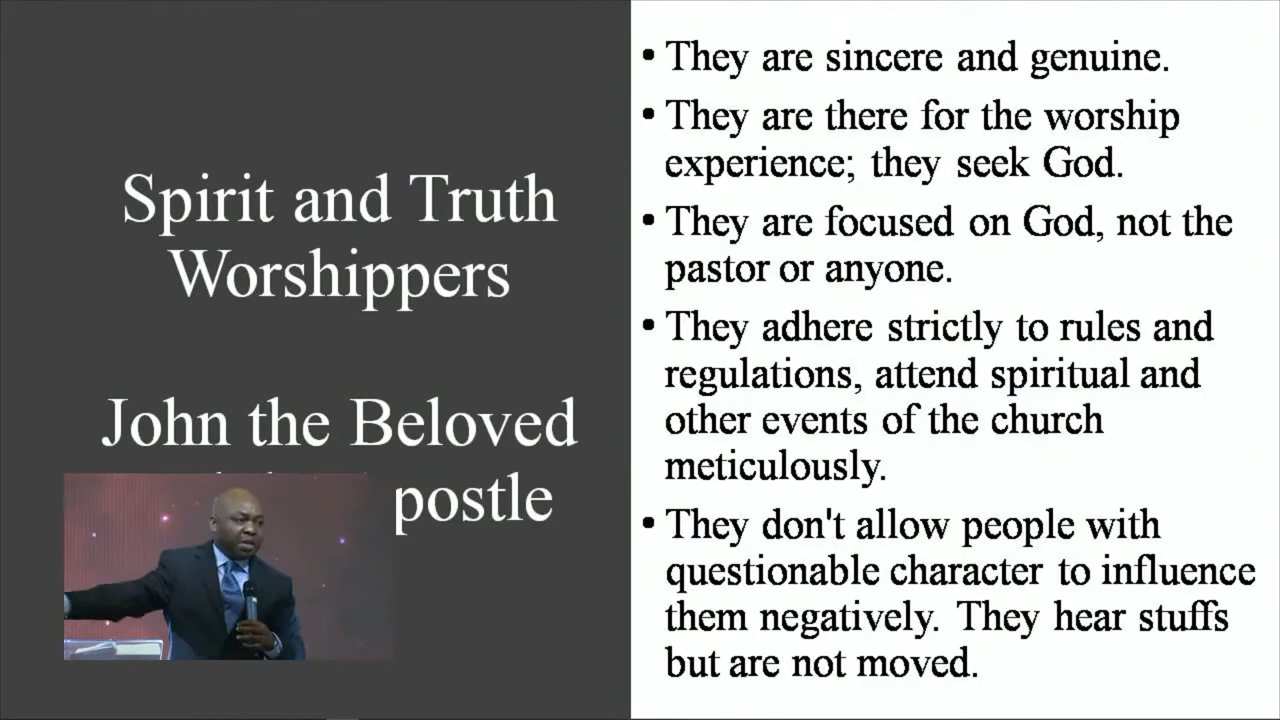 Spirit and Truth
Worshippers
John the Beloved
postle
• They are sincere and genuine.
• They are there for the worship
experience; they seek God.
• They are focused on God, not the
pastor or anyone.
• They adhere strictly to rules and
regulations, attend spiritual and
other events of the church
meticulously.
• They don't allow people with
questionable character to influence
them negatively. They hear stuffs
but are not moved.